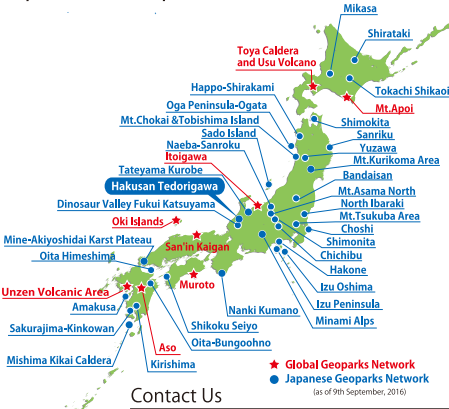 Mikasa
Shirataki
Toya Caldera
and Usu Volcano
Tokachi Shikaoi
Happo-Shirakami
Mt.Apoi
Oga Peninsula-Ogata
Shimokita
Mt.Chokai &Tobishima Island
Sanriku
Sado Island
Yuzawa
Naeba-Sanroku
Mt.Kurikoma Area
Itoigawa
Bandaisan
Tateyama Kurobe
Mt.Asama North
Hakusan Tedorigawa
North Ibaraki
Dinosaur Valley Fukui Katsuyama
Mt.Tsukuba Area
Oki Islands
Choshi
Shimonita
Mine-Akiyoshidai Karst Plateau
San'in Kaigan
Chichibu
Oita Himeshima
Hakone
Unzen Volcanic Area
Muroto
Izu Oshima
Amakusa
Nanki Kumano
Izu Peninsula
Sakurajima-Kinkowan
Shikoku Seiyo
Minami Alps
Aso
Oita-Bungoohno
Mishima Kikai Caldera
Kirishima
Global Geoparks Network
Japanese Geoparks Network
(as of 9th September, 2016)
Contact Us